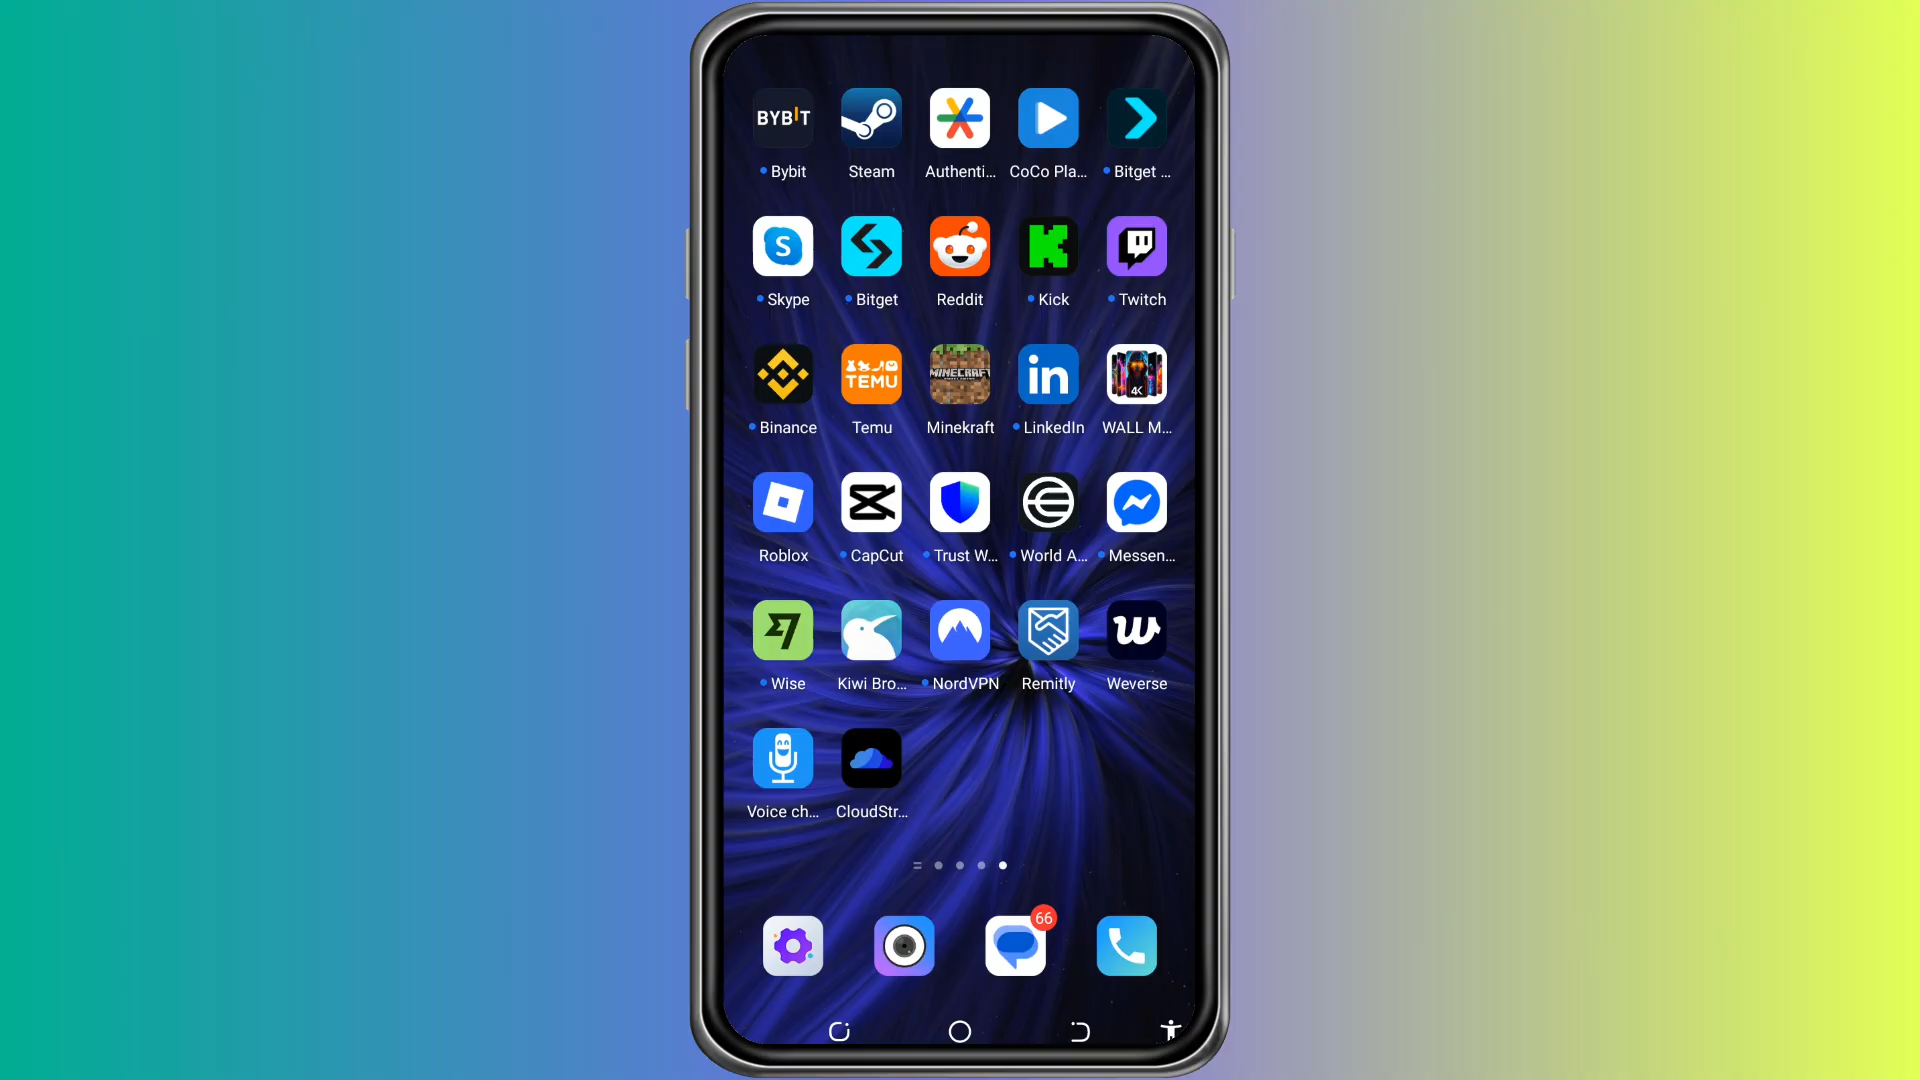 BYBIT
Bybit
Steam
Authenti...
CoCo Pla...
Bitget ...
S
Skype
Bitget
Reddit
Kick
Twitch
TEMU
MINECRAFT
in
4K
Binance
Temu
Minekraft
LinkedIn
WALL M...
Roblox
CapCut
Trust W...
World A...
Messen...
w
Wise
Kiwi Bro...
NordVPN
Remitly
Weverse
Voice ch...
CloudStr...
66